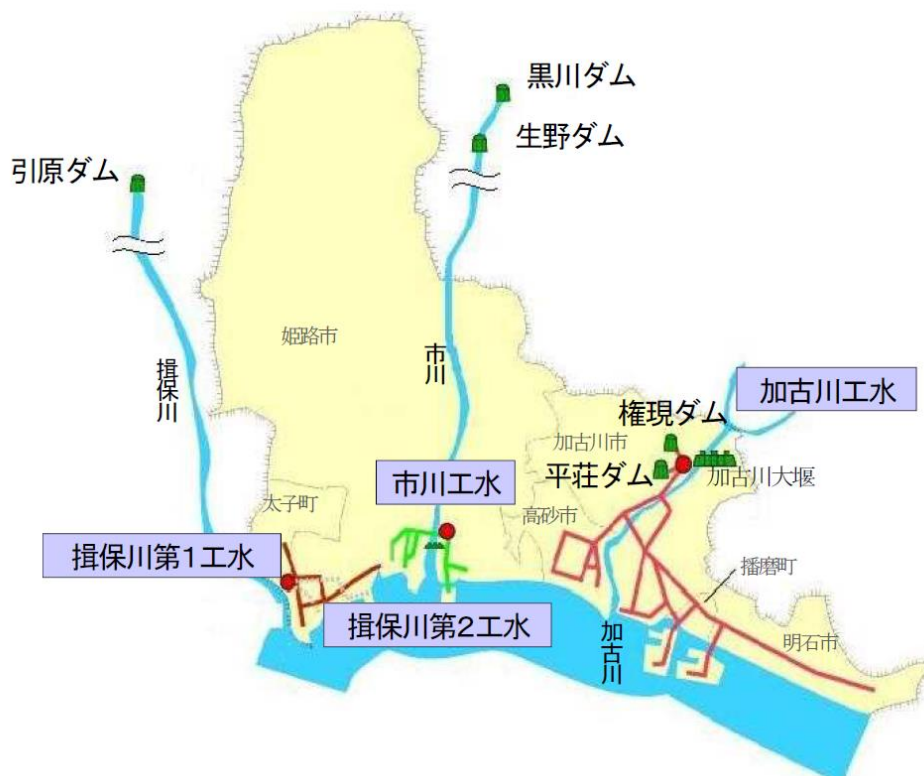 黒川ダム
生野ダム
引原ダム
姫路市
市川
揖保川
加古川工水
権現ダム
加古川市
平荘ダム
加古川大堰
市川工水
太子町
高砂市
揖保川第1工水
播磨町
揖保川第2工水
加古川
明石市